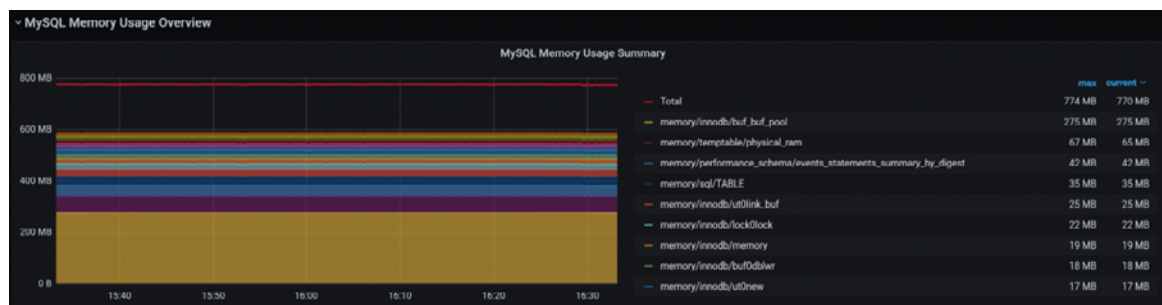 MySQL Memory Usage Overview
MySQL Memory Usage Summary
800 MB
600 MB
400 MB
200 MB
0 B
15:40 15:50 16:00 16:10 16:20 16:30
max current
Total 774 MB 770 MB
memory/innodb/buf_buf_pool 275 MB 275 MB
memory/temptable/physical_ram 67 MB 65 MB
memory/performance_schema/events_statements_summary_by_digest 42 MB 42 MB
memory/sql/TABLE 35 MB 35 MB
memory/innodb/ut0link_buf 25 MB 25 MB
memory/innodb/lock0lock 22 MB 22 MB
memory/innodb/memory 19 MB 19 MB
memory/innodb/buf0dblwr 18 MB 18 MB
memory/innodb/ut0new 17 MB 17 MB